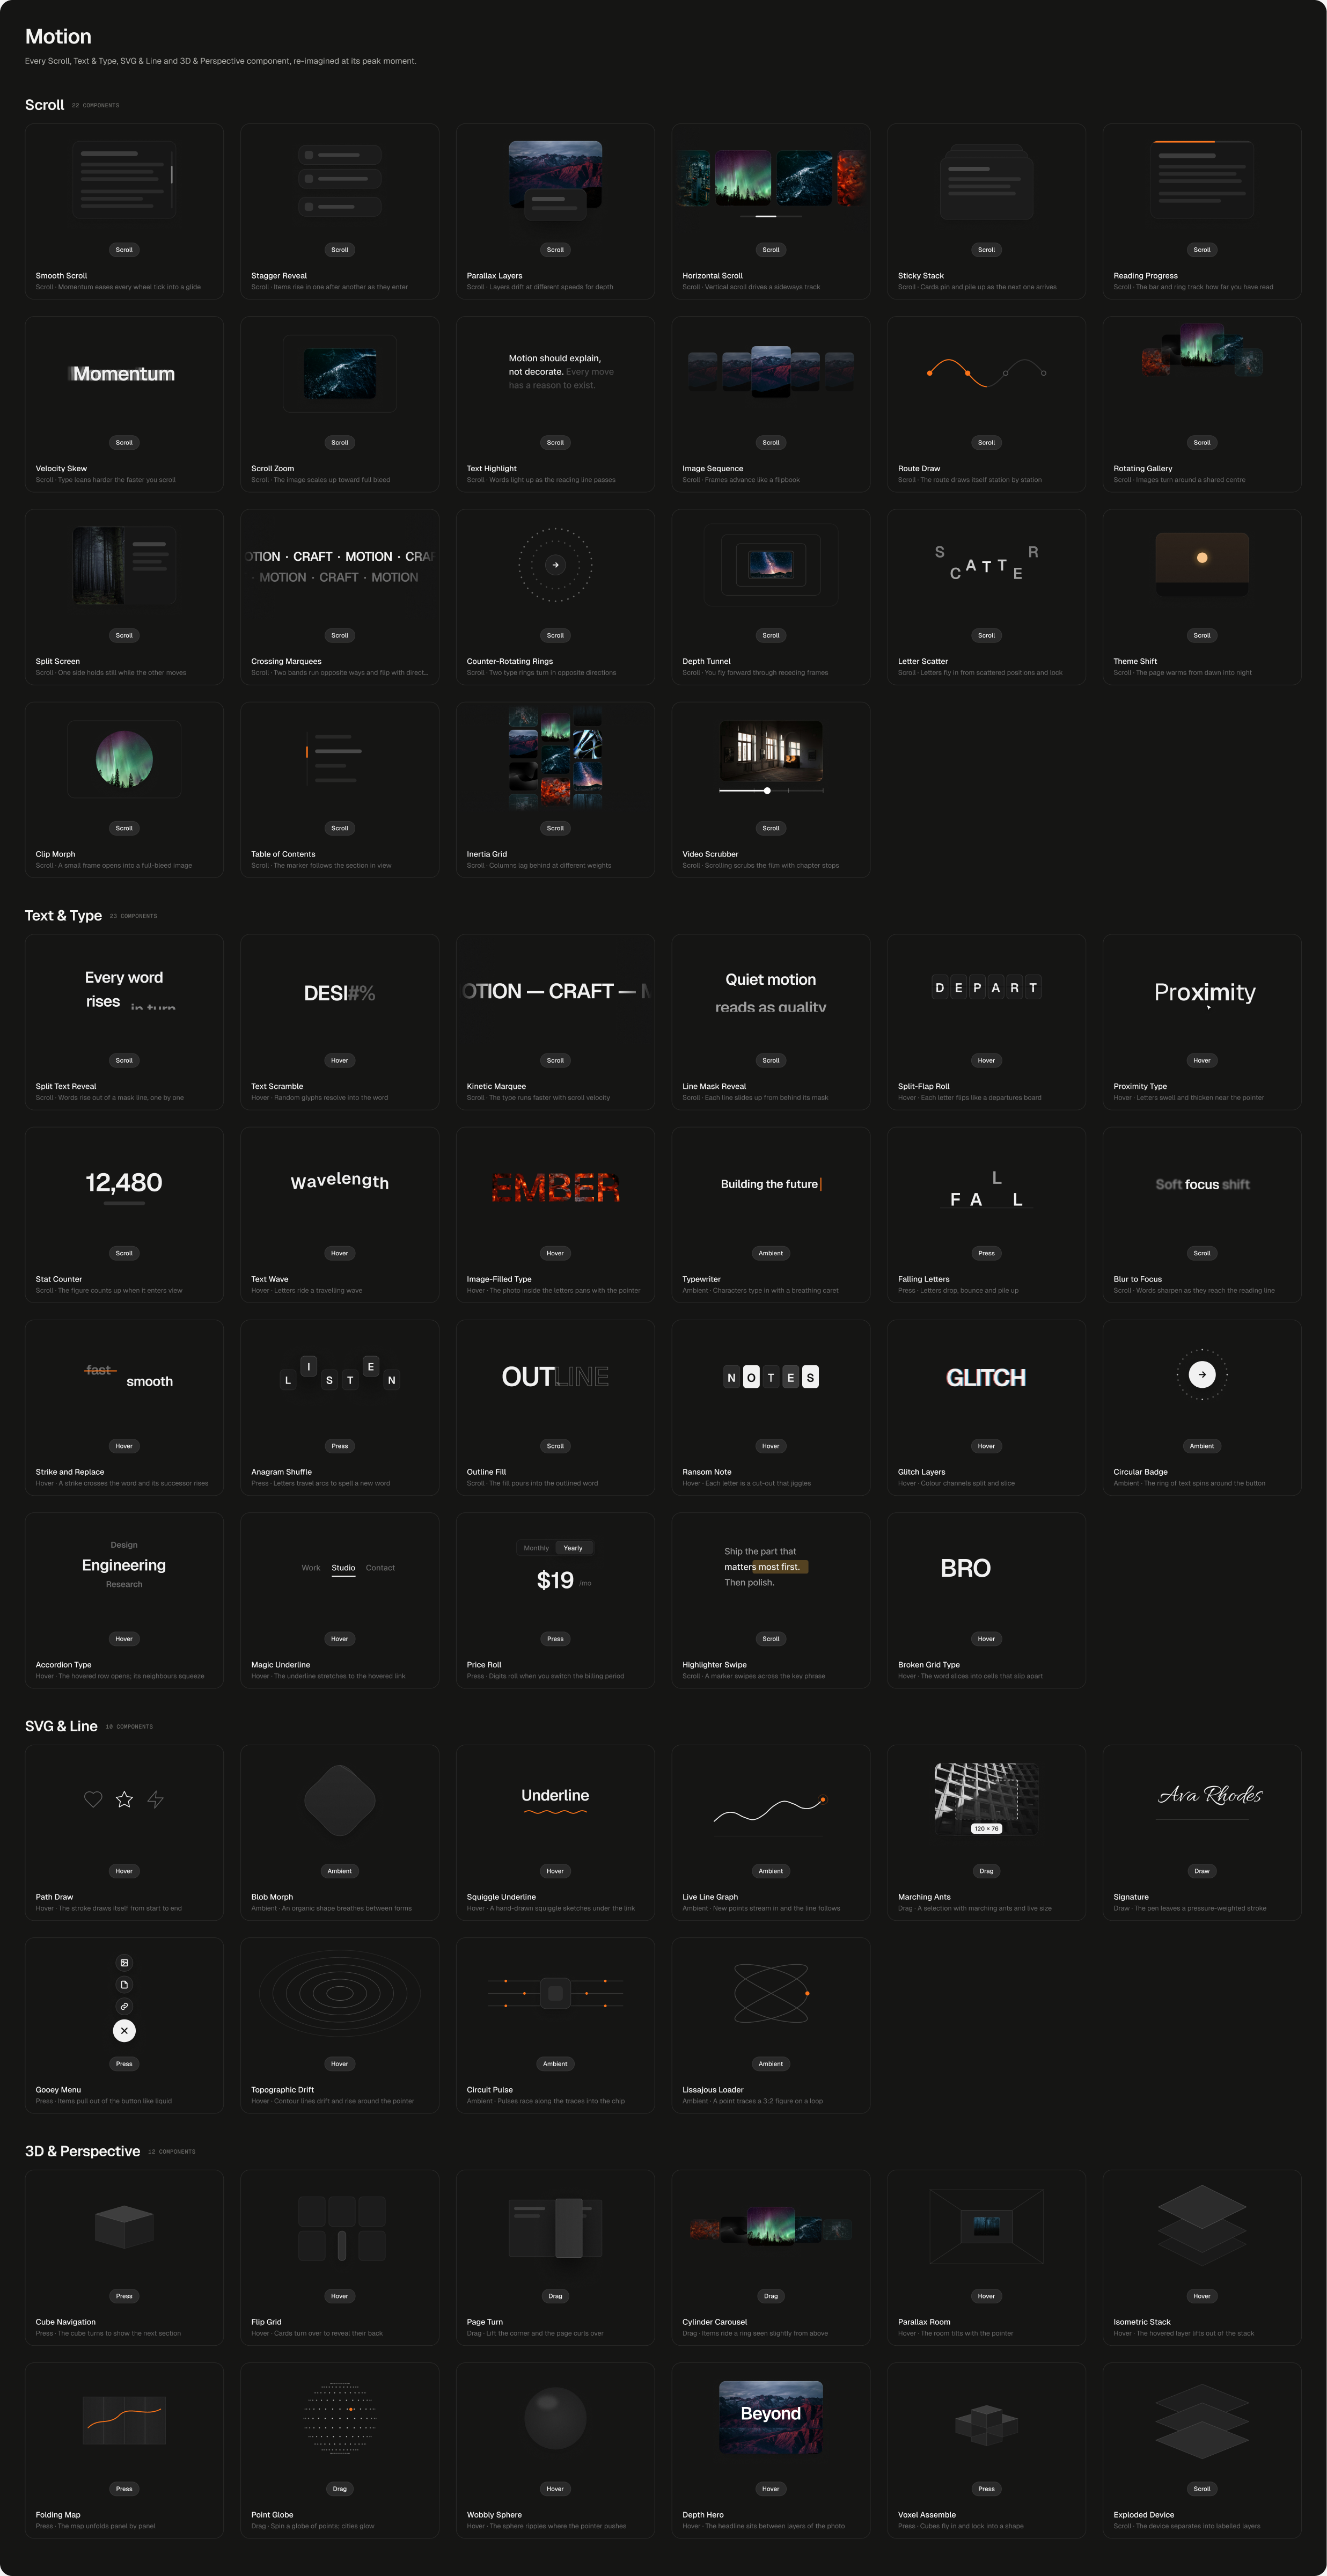 Motion
Every Scroll, Text & Type, SVG & Line and 3D & Perspective component, re-imagined at its peak moment.
Scroll 22 COMPONENTS
Scroll
Smooth Scroll
Scroll · Momentum eases every wheel tick into a glide
Scroll
Stagger Reveal
Scroll · Items rise in one after another as they enter
Scroll
Parallax Layers
Scroll · Layers drift at different speeds for depth
Scroll
Horizontal Scroll
Scroll · Vertical scroll drives a sideways track
Scroll
Sticky Stack
Scroll · Cards pin and pile up as the next one arrives
Scroll
Reading Progress
Scroll · The bar and ring track how far you have read
Momentum
Scroll
Velocity Skew
Scroll · Type leans harder the faster you scroll
Scroll
Scroll Zoom
Scroll · The image scales up toward full bleed
Motion should explain,
not decorate. Every move
has a reason to exist.
Scroll
Text Highlight
Scroll · Words light up as the reading line passes
Scroll
Image Sequence
Scroll · Frames advance like a flipbook
Scroll
Route Draw
Scroll · The route draws itself station by station
Scroll
Rotating Gallery
Scroll · Images turn around a shared centre
Scroll
Split Screen
Scroll · One side holds still while the other moves
OTION · CRAFT · MOTION · CRAF
· MOTION · CRAFT · MOTION
Scroll
Crossing Marquees
Scroll · Two bands run opposite ways and flip with direct...
Scroll
Counter-Rotating Rings
Scroll · Two type rings turn in opposite directions
Scroll
Depth Tunnel
Scroll · You fly forward through receding frames
S C A T T E R
Scroll
Letter Scatter
Scroll · Letters fly in from scattered positions and lock
Scroll
Theme Shift
Scroll · The page warms from dawn into night
Scroll
Clip Morph
Scroll · A small frame opens into a full-bleed image
Scroll
Table of Contents
Scroll · The marker follows the section in view
Scroll
Inertia Grid
Scroll · Columns lag behind at different weights
Scroll
Video Scrubber
Scroll · Scrolling scrubs the film with chapter stops
Text & Type 23 COMPONENTS
Every word
rises in turn
Scroll
Split Text Reveal
Scroll · Words rise out of a mask line, one by one
DESI#%
Hover
Text Scramble
Hover · Random glyphs resolve into the word
OTION — CRAFT — M
Scroll
Kinetic Marquee
Scroll · The type runs faster with scroll velocity
Quiet motion
reads as quality
Scroll
Line Mask Reveal
Scroll · Each line slides up from behind its mask
D E P A R T
Hover
Split-Flap Roll
Hover · Each letter flips like a departures board
Proximity
Hover
Proximity Type
Hover · Letters swell and thicken near the pointer
12,480
Scroll
Stat Counter
Scroll · The figure counts up when it enters view
Wavelength
Hover
Text Wave
Hover · Letters ride a travelling wave
EMBER
Hover
Image-Filled Type
Hover · The photo inside the letters pans with the pointer
Building the future
Ambient
Typewriter
Ambient · Characters type in with a breathing caret
F A L L
Press
Falling Letters
Press · Letters drop, bounce and pile up
Soft focus shift
Scroll
Blur to Focus
Scroll · Words sharpen as they reach the reading line
fast
smooth
Hover
Strike and Replace
Hover · A strike crosses the word and its successor rises
L I S T E N
Press
Anagram Shuffle
Press · Letters travel arcs to spell a new word
OUTLINE
Scroll
Outline Fill
Scroll · The fill pours into the outlined word
N O T E S
Hover
Ransom Note
Hover · Each letter is a cut-out that jiggles
GLITCH
Hover
Glitch Layers
Hover · Colour channels split and slice
Ambient
Circular Badge
Ambient · The ring of text spins around the button
Design
Engineering
Research
Hover
Accordion Type
Hover · The hovered row opens; its neighbours squeeze
Work Studio Contact
Hover
Magic Underline
Hover · The underline stretches to the hovered link
Monthly Yearly
$19 /mo
Press
Price Roll
Press · Digits roll when you switch the billing period
Ship the part that
matters most first.
Then polish.
Scroll
Highlighter Swipe
Scroll · A marker swipes across the key phrase
BRO
Hover
Broken Grid Type
Hover · The word slices into cells that slip apart
SVG & Line 10 COMPONENTS
Hover
Path Draw
Hover · The stroke draws itself from start to end
Ambient
Blob Morph
Ambient · An organic shape breathes between forms
Underline
Hover
Squiggle Underline
Hover · A hand-drawn squiggle sketches under the link
Ambient
Live Line Graph
Ambient · New points stream in and the line follows
120 × 76
Drag
Marching Ants
Drag · A selection with marching ants and live size
Ava Rhodes
Draw
Signature
Draw · The pen leaves a pressure-weighted stroke
Press
Gooey Menu
Press · Items pull out of the button like liquid
Hover
Topographic Drift
Hover · Contour lines drift and rise around the pointer
Ambient
Circuit Pulse
Ambient · Pulses race along the traces into the chip
Ambient
Lissajous Loader
Ambient · A point traces a 3:2 figure on a loop
3D & Perspective 12 COMPONENTS
Press
Cube Navigation
Press · The cube turns to show the next section
Hover
Flip Grid
Hover · Cards turn over to reveal their back
Drag
Page Turn
Drag · Lift the corner and the page curls over
Drag
Cylinder Carousel
Drag · Items ride a ring seen slightly from above
Hover
Parallax Room
Hover · The room tilts with the pointer
Hover
Isometric Stack
Hover · The hovered layer lifts out of the stack
Press
Folding Map
Press · The map unfolds panel by panel
Drag
Point Globe
Drag · Spin a globe of points; cities glow
Hover
Wobbly Sphere
Hover · The sphere ripples where the pointer pushes
Beyond
Hover
Depth Hero
Hover · The headline sits between layers of the photo
Press
Voxel Assemble
Press · Cubes fly in and lock into a shape
Scroll
Exploded Device
Scroll · The device separates into labelled layers